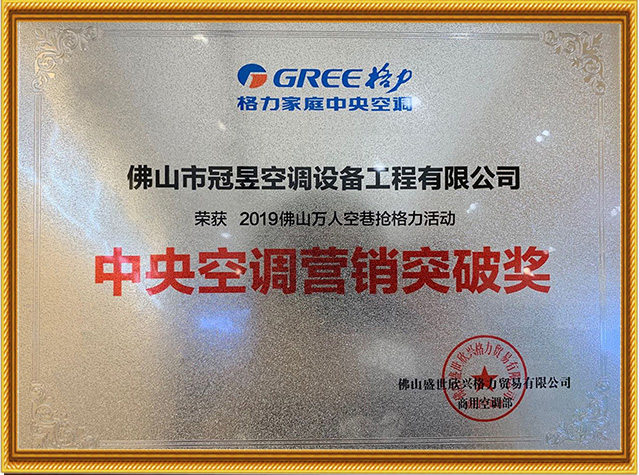 GREE格力
格力家庭中央空调
佛山市冠昱空调设备工程有限公司
荣获 2019佛山万人空巷抢格力活动
中央空调营销突破奖
佛山盛世欣兴格力贸易有限公司
商用空调部